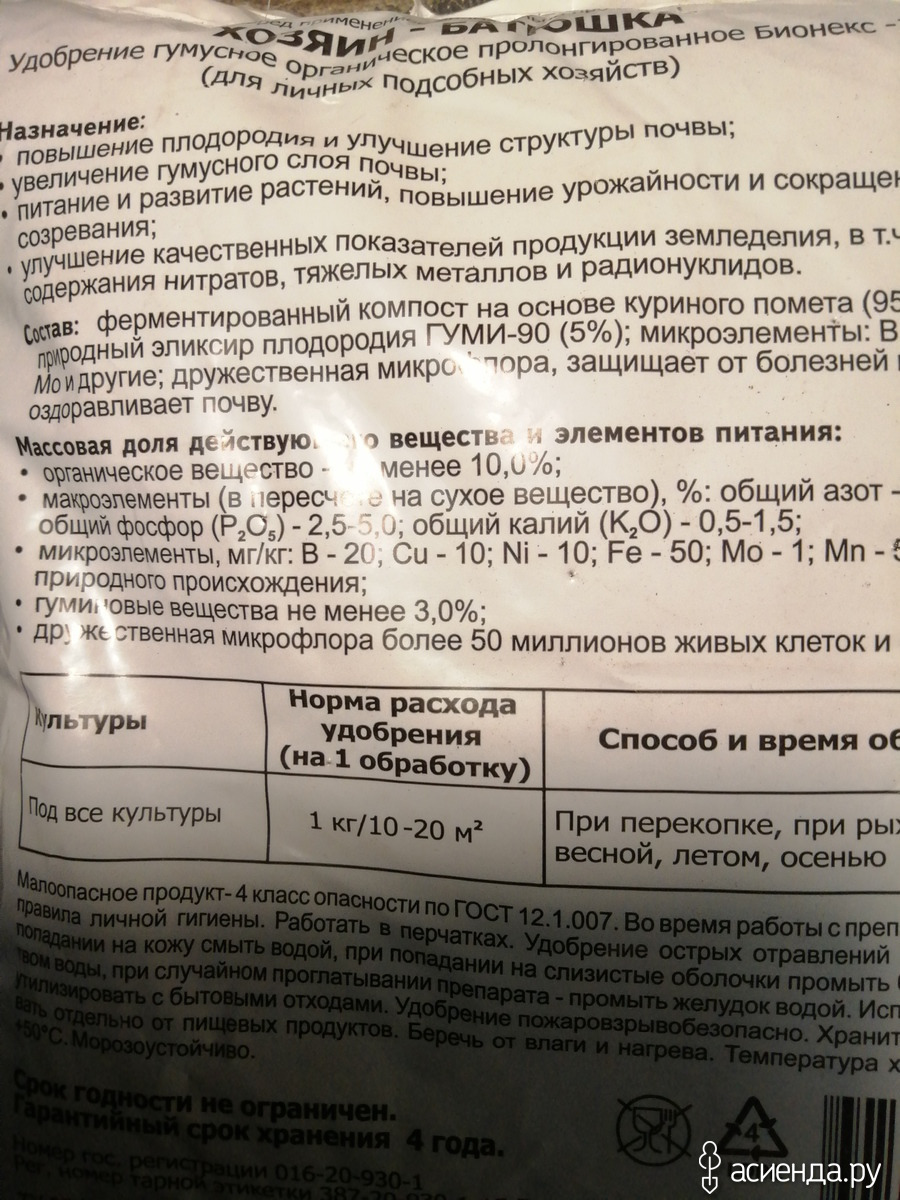 ХОЗЯИН - БАТЮШКА
Удобрение гумусное органическое пролонгированное Бионекс -
(для личных подсобных хозяйств)
Назначение:
• повышение плодородия и улучшение структуры почвы;
• увеличение гумусного слоя почвы;
• питание и развитие растений, повышение урожайности и сокращен
созревания;
• улучшение качественных показателей продукции земледелия, в т.ч
содержания нитратов, тяжелых металлов и радионуклидов.
Состав: ферментированный компост на основе куриного помета (95
природный эликсир плодородия ГУМИ-90 (5%); микроэлементы: В
Мо и другие; дружественная микрофлора, защищает от болезней
оздоравливает почву.
Массовая доля действующего вещества и элементов питания:
• органическое вещество - менее 10,0%;
• макроэлементы (в пересчете на сухое вещество), %: общий азот -
общий фосфор (P₂O₅) - 2,5-5,0; общий калий (K₂O) - 0,5-1,5;
• микроэлементы, мг/кг: B - 20; Cu - 10; Ni - 10; Fe - 50; Mo - 1; Mn - 5
природного происхождения;
• гуминовые вещества не менее 3,0%;
• дружественная микрофлора более 50 миллионов живых клеток и
Культуры
Норма расхода
удобрения
(на 1 обработку)
Способ и время об
Под все культуры
1 кг/10-20 м²
При перекопке, при рых
весной, летом, осенью
Малоопасное продукт- 4 класс опасности по ГОСТ 12.1.007. Во время работы с преп
правила личной гигиены. Работать в перчатках. Удобрение острых отравлений
попадании на кожу смыть водой, при попадании на слизистые оболочки промыть
твом воды, при случайном проглатывании препарата - промыть желудок водой. Исп
утилизировать с бытовыми отходами. Удобрение пожаровзрывобезопасно. Хранит
вать отдельно от пищевых продуктов. Беречь от влаги и нагрева. Температура х
+50°С. Морозоустойчиво.
Срок годности не ограничен.
Гарантийный срок хранения 4 года.
Номер гос. регистрации 016-20-930-1
Рег. номер тарной этикетки
4
асиенда.ру